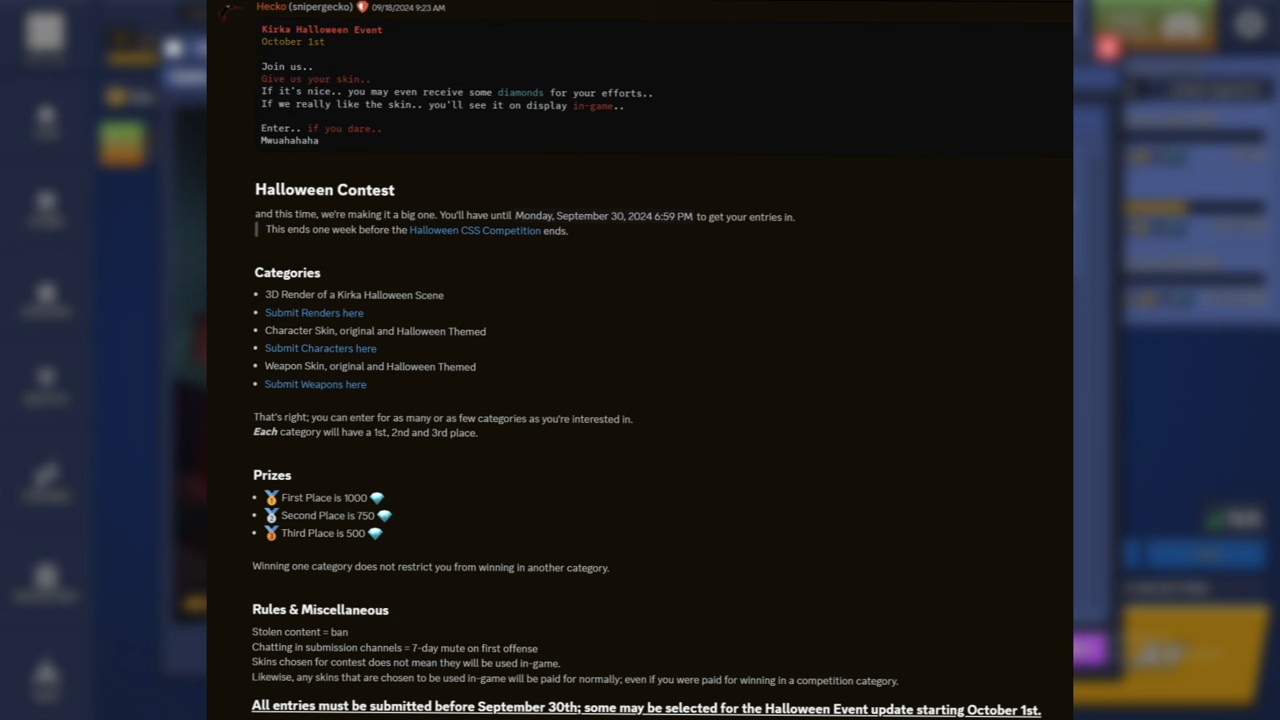 Hecko (snipergecko) 09/18/2024 9:23 AM
Kirka Halloween Event
October 1st
Join us..
Give us your skin..
If it's nice.. you may even receive some diamonds for your efforts..
If we really like the skin.. you'll see it on display in-game..
Enter.. if you dare..
Mwuahahaha
Halloween Contest
and this time, we're making it a big one. You'll have until Monday, September 30, 2024 6:59 PM to get your entries in.
This ends one week before the Halloween CSS Competition ends.
Categories
• 3D Render of a Kirka Halloween Scene
• Submit Renders here
• Character Skin, original and Halloween Themed
• Submit Characters here
• Weapon Skin, original and Halloween Themed
• Submit Weapons here
That's right; you can enter for as many or as few categories as you're interested in.
Each category will have a 1st, 2nd and 3rd place.
Prizes
• 🥇 First Place is 1000 💎
• 🥈 Second Place is 750 💎
• 🥉 Third Place is 500 💎
Winning one category does not restrict you from winning in another category.
Rules & Miscellaneous
Stolen content = ban
Chatting in submission channels = 7-day mute on first offense
Skins chosen for contest does not mean they will be used in-game.
Likewise, any skins that are chosen to be used in-game will be paid for normally; even if you were paid for winning in a competition category.
All entries must be submitted before September 30th; some may be selected for the Halloween Event update starting October 1st.